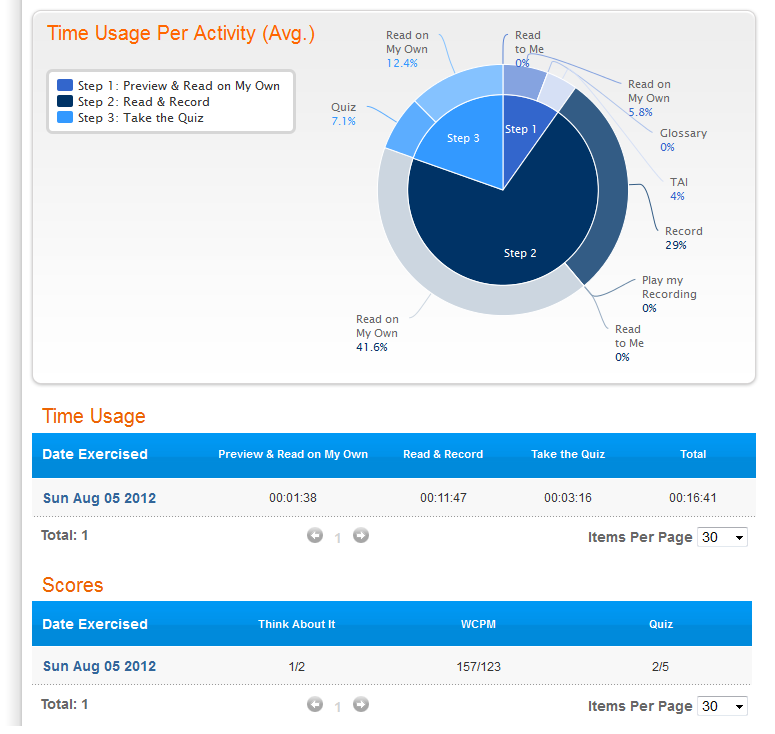 Time Usage Per Activity (Avg.)
Step 1: Preview & Read on My Own
Step 2: Read & Record
Step 3: Take the Quiz
Read on
My Own
12.4%
Read
to Me
0%
Quiz
7.1%
Read on
My Own
5.8%
Glossary
0%
TAI
4%
Record
29%
Play my
Recording
0%
Read
to Me
0%
Read on
My Own
41.6%
Step 3
Step 1
Step 2
Time Usage
Date Exercised Preview & Read on My Own Read & Record Take the Quiz Total
Sun Aug 05 2012 00:01:38 00:11:47 00:03:16 00:16:41
Total: 1 1 Items Per Page 30
Scores
Date Exercised Think About It WCPM Quiz
Sun Aug 05 2012 1/2 157/123 2/5
Total: 1 1 Items Per Page 30